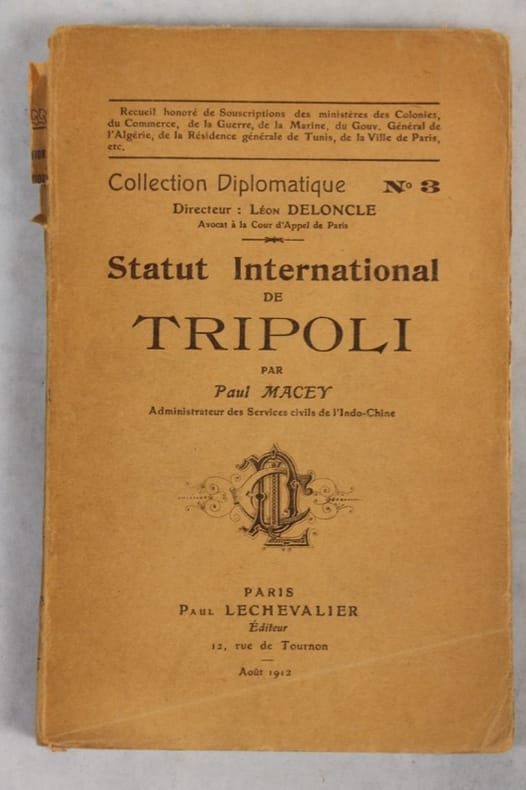 Recueil honoré de Souscriptions des ministères des Colonies,
du Commerce, de la Guerre, de la Marine, du Gouv. Général de
l'Algérie, de la Résidence générale de Tunis, de la Ville de Paris,
etc.
Collection Diplomatique Nº 3
Directeur : LÉON DELONCLE
Avocat à la Cour d'Appel de Paris
Statut International
DE
TRIPOLI
PAR
Paul MACEY
Administrateur des Services civils de l'Indo-Chine
PARIS
PAUL LECHEVALIER
Éditeur
12, rue de Tournon
Août 1912